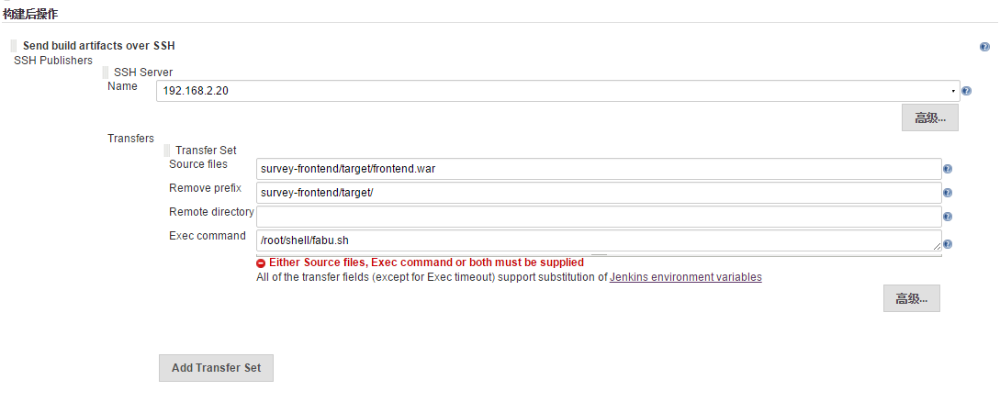 构建后操作
Send build artifacts over SSH
SSH Publishers
SSH Server
Name
192.168.2.20
高级...
Transfers
Transfer Set
Source files
survey-frontend/target/frontend.war
Remove prefix
survey-frontend/target/
Remote directory
Exec command
/root/shell/fabu.sh
Either Source files, Exec command or both must be supplied
All of the transfer fields (except for Exec timeout) support substitution of Jenkins environment variables
高级...
Add Transfer Set